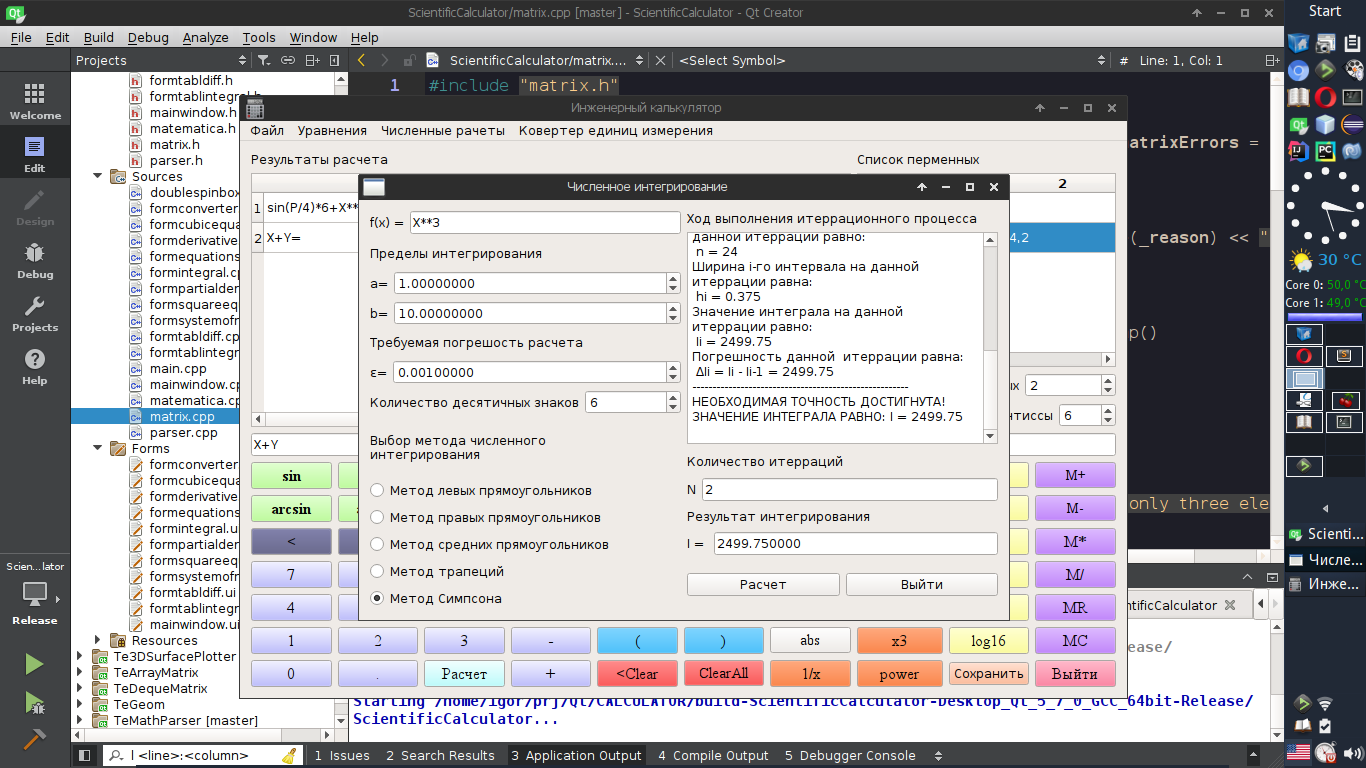 ScientificCalculator/matrix.cpp [master] - ScientificCalculator - Qt Creator
File Edit Build Debug Analyze Tools Window Help
Projects
ScientificCalculator/matrix....
<Select Symbol>
# Line: 1, Col: 1
Welcome
Edit
Design
Debug
Projects
Help
Scien...lator
Release
formtabldiff.h
formtablintegral.h
mainwindow.h
matematica.h
matrix.h
parser.h
Sources
doublespinbox
formconverter
formcubicequa
formderivative
formequations
formintegral.cp
formpartialder
formsquareequ
formsystemofn
formtabldiff.cp
formtablintegr
main.cpp
mainwindow.cp
matematica.cp
matrix.cpp
parser.cpp
Forms
formconverter
formcubicequa
formderivative
formequations
formintegral.u
formpartialder
formsquareequ
formsystemofn
formtabldiff.ui
formtablintegr
mainwindow.ui
Resources
Te3DSurfacePlotter
TeArrayMatrix
TeDequeMatrix
TeGeom
TeMathParser [master]
1 #include "matrix.h"
atrixErrors =
(_reason) << "
p()
only three ele
Инженерный калькулятор
Файл Уравнения Численные рачеты Ковертер единиц измерения
Результаты расчета
Список перменных
2
1 sin(P/4)*6+X**
2 X+Y=
4,2
ых 2
нтиссы 6
X+Y
sin
M+
arcsin
M-
<
M*
7
M/
4
MR
1 2 3 - ( ) abs x3 log16 MC
0 . Расчет + <Clear ClearAll 1/x power Сохранить Выйти
Численное интегрирование
f(x) = X**3
Пределы интегрирования
a= 1.00000000
b= 10.00000000
Требуемая погрешость расчета
ε= 0.00100000
Количество десятичных знаков 6
Выбор метода численного
интегрирования
Метод левых прямоугольников
Метод правых прямоугольников
Метод средних прямоугольников
Метод трапеций
Метод Симпсона
Ход выполнения итеррационного процесса
данной итеррации равно:
n = 24
Ширина i-го интервала на данной
итеррации равна:
hi = 0.375
Значение интеграла на данной
итеррации равно:
Ii = 2499.75
Погрешность данной итеррации равна:
ΔIi = Ii - Ii-1 = 2499.75
------------------------------------------------------
НЕОБХОДИМАЯ ТОЧНОСТЬ ДОСТИГНУТА!
ЗНАЧЕНИЕ ИНТЕГРАЛА РАВНО: I = 2499.75
Количество итерраций
N 2
Результат интегрирования
I = 2499.750000
Расчет
Выйти
ntificCalculator
ease/
Starting /home/igor/prj/Qt/CALCULATOR/build-ScientificCalculator-Desktop_Qt_5_7_0_GCC_64bit-Release/
ScientificCalculator...
l <line>:<column>
1 Issues 2 Search Results 3 Application Output 4 Compile Output 5 Debugger Console
Start
30 °C
Core 0: 50,0 °C
Core 1: 49,0 °C
Scienti...
Числе...
Инже...